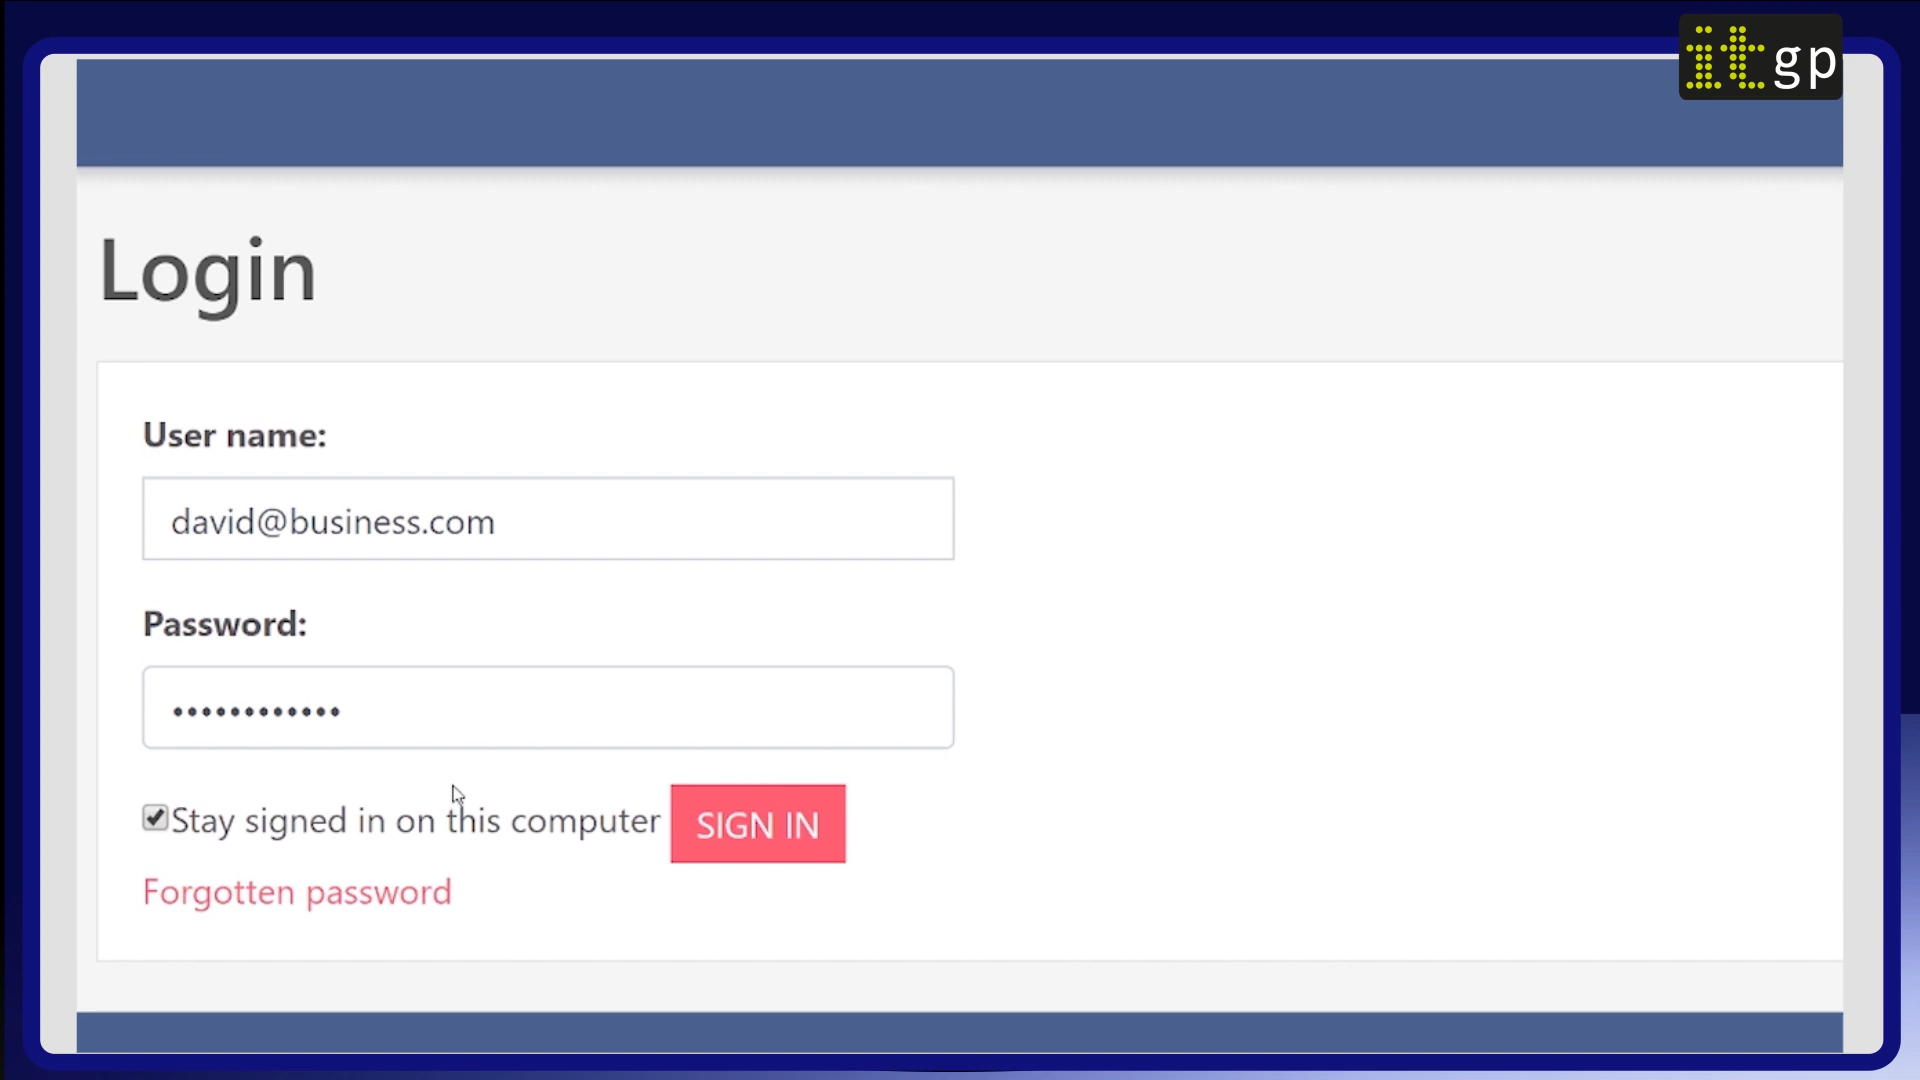 itgp
Login
User name:
david@business.com
Password:
••••••••••••
Stay signed in on this computer
SIGN IN
Forgotten password